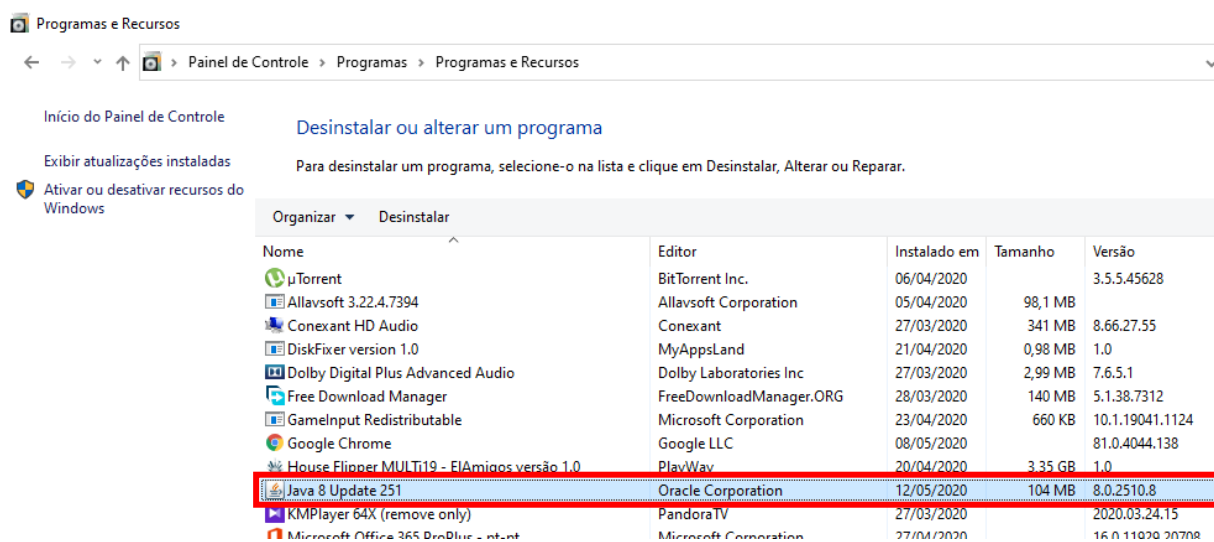 Programas e Recursos
Painel de Controle > Programas > Programas e Recursos
Início do Painel de Controle
Exibir atualizações instaladas
Ativar ou desativar recursos do
Windows
Desinstalar ou alterar um programa
Para desinstalar um programa, selecione-o na lista e clique em Desinstalar, Alterar ou Reparar.
Organizar Desinstalar
Nome Editor Instalado em Tamanho Versão
µTorrent BitTorrent Inc. 06/04/2020 3.5.5.45628
Allavsoft 3.22.4.7394 Allavsoft Corporation 05/04/2020 98,1 MB
Conexant HD Audio Conexant 27/03/2020 341 MB 8.66.27.55
DiskFixer version 1.0 MyAppsLand 21/04/2020 0,98 MB 1.0
Dolby Digital Plus Advanced Audio Dolby Laboratories Inc 27/03/2020 2,99 MB 7.6.5.1
Free Download Manager FreeDownloadManager.ORG 28/03/2020 140 MB 5.1.38.7312
GameInput Redistributable Microsoft Corporation 23/04/2020 660 KB 10.1.19041.1124
Google Chrome Google LLC 08/05/2020 81.0.4044.138
House Flipper MULTi19 - ElAmigos versão 1.0 PlayWay 20/04/2020 3,35 GB 1.0
Java 8 Update 251 Oracle Corporation 12/05/2020 104 MB 8.0.2510.8
KMPlayer 64X (remove only) PandoraTV 27/03/2020 2020.03.24.15
Microsoft Office 365 ProPlus - pt-pt Microsoft Corporation 27/04/2020 16.0.11929.20708